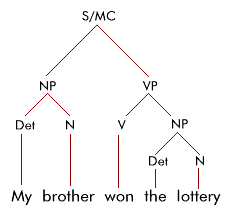 S/MC
NP VP
Det N V NP
Det N
My brother won the lottery